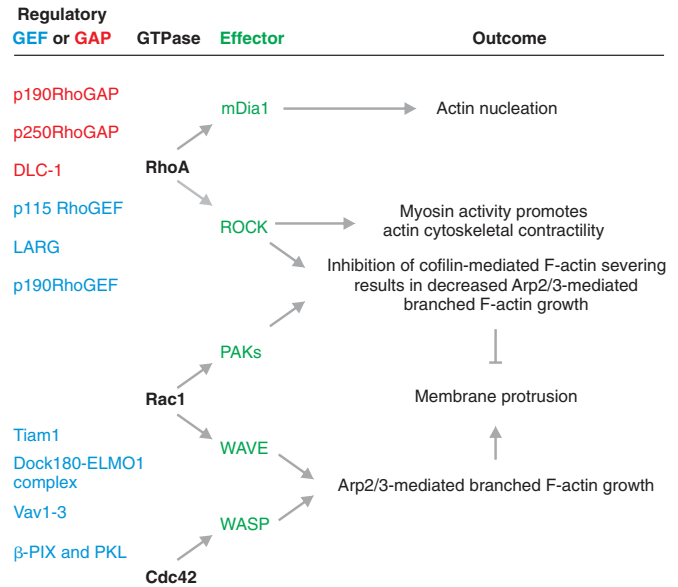 Regulatory
GEF or GAP GTPase Effector Outcome
p190RhoGAP
mDia1
Actin nucleation
p250RhoGAP
DLC-1
RhoA
p115 RhoGEF
ROCK
Myosin activity promotes
actin cytoskeletal contractility
LARG
Inhibition of cofilin-mediated F-actin severing
results in decreased Arp2/3-mediated
branched F-actin growth
p190RhoGEF
PAKs
Rac1
Membrane protrusion
Tiam1
WAVE
Dock180-ELMO1
complex
Arp2/3-mediated branched F-actin growth
Vav1-3
WASP
β-PIX and PKL
Cdc42